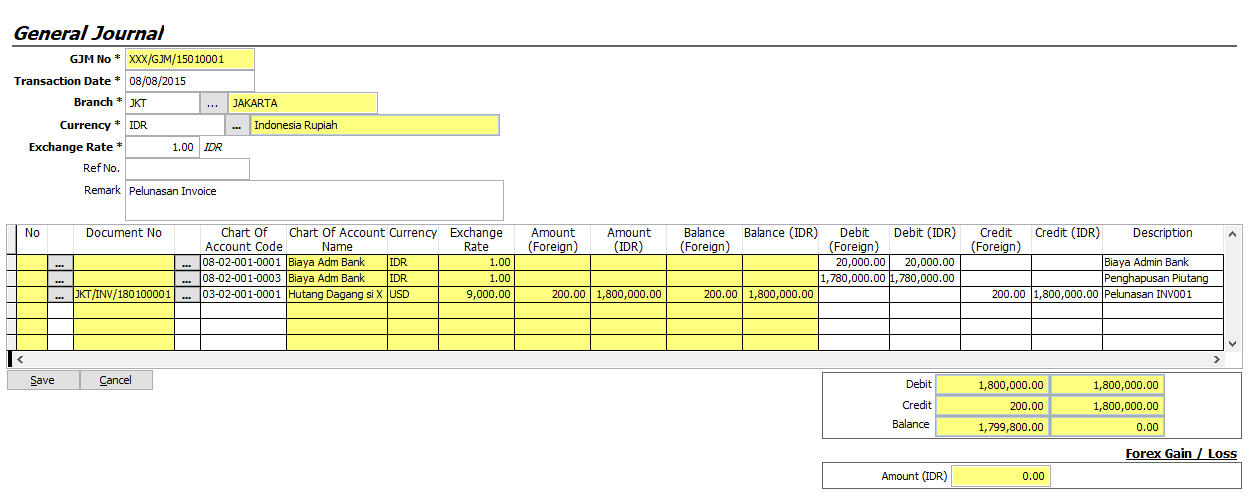 General Journal
GJM No * XXX/GJM/15010001
Transaction Date * 08/08/2015
Branch * JKT ... JAKARTA
Currency * IDR ... Indonesia Rupiah
Exchange Rate * 1.00 IDR
Ref No.
Remark Pelunasan Invoice
No Document No Chart Of Account Code Chart Of Account Name Currency Exchange Rate Amount (Foreign) Amount (IDR) Balance (Foreign) Balance (IDR) Debit (Foreign) Debit (IDR) Credit (Foreign) Credit (IDR) Description
... ... 08-02-001-0001 Biaya Adm Bank IDR 1.00 20,000.00 20,000.00 Biaya Admin Bank
... ... 08-02-001-0003 Biaya Adm Bank IDR 1.00 1,780,000.00 1,780,000.00 Penghapusan Piutang
... JKT/INV/180100001 ... 03-02-001-0001 Hutang Dagang si X USD 9,000.00 200.00 1,800,000.00 200.00 1,800,000.00 200.00 1,800,000.00 Pelunasan INV001
Save Cancel
Debit 1,800,000.00 1,800,000.00
Credit 200.00 1,800,000.00
Balance 1,799,800.00 0.00
Forex Gain / Loss
Amount (IDR) 0.00